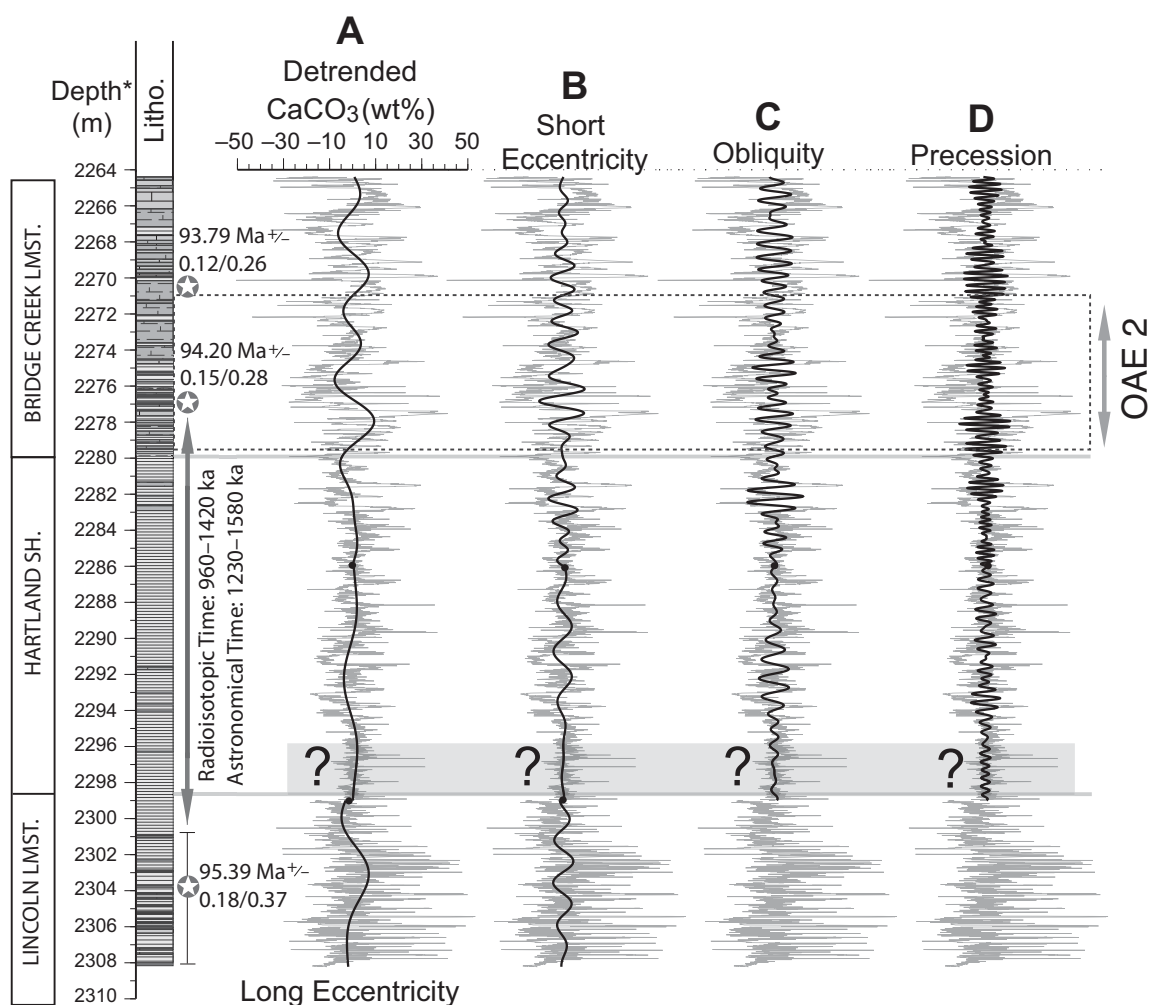 A
Detrended
CaCO3 (wt%)
B
Short
Eccentricity
C
Obliquity
D
Precession
Depth*
(m)
Litho.
–50 –30 –10 10 30 50
2264
2266
2268
2270
2272
2274
2276
2278
2280
2282
2284
2286
2288
2290
2292
2294
2296
2298
2300
2302
2304
2306
2308
2310
BRIDGE CREEK LMST.
HARTLAND SH.
LINCOLN LMST.
93.79 Ma+/–
0.12/0.26
94.20 Ma+/–
0.15/0.28
Radioisotopic Time: 960–1420 ka
Astronomical Time: 1230–1580 ka
95.39 Ma+/–
0.18/0.37
? ? ? ?
OAE 2
Long Eccentricity